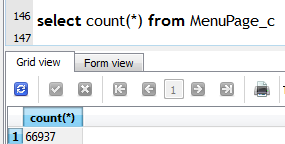 146
select count(*) from MenuPage_c
147
Grid view Form view
1
count(*)
1 66937